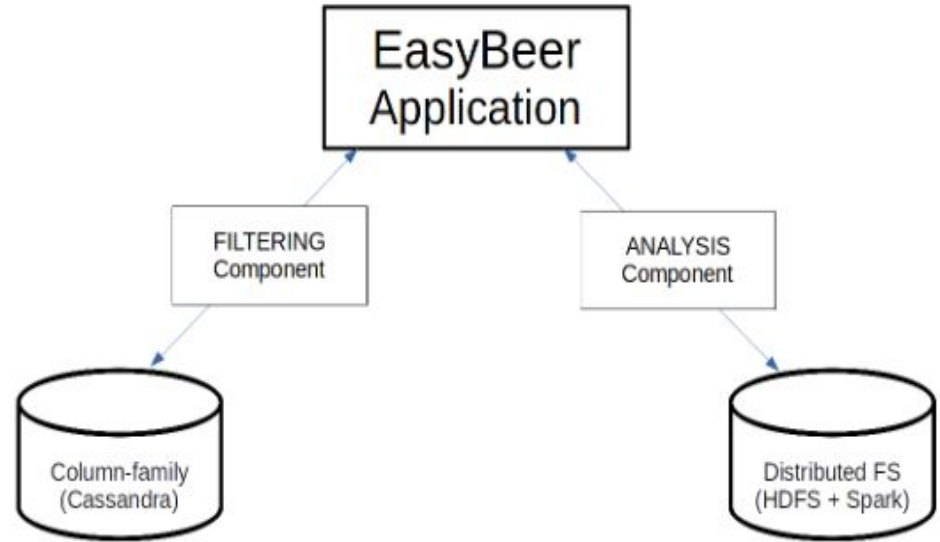 EasyBeer
Application
FILTERING
Component
ANALYSIS
Component
Column-family
(Cassandra)
Distributed FS
(HDFS + Spark)